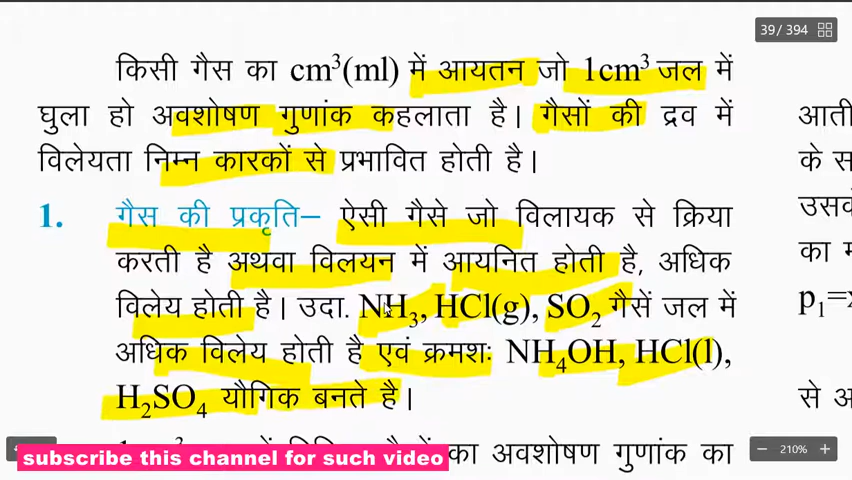 39 / 394
किसी गैस का cm³(ml) में आयतन जो 1cm³ जल में
घुला हो अवशोषण गुणांक कहलाता है। गैसों की द्रव में
विलेयता निम्न कारकों से प्रभावित होती है।
1. गैस की प्रकृति– ऐसी गैसे जो विलायक से क्रिया
करती है अथवा विलयन में आयनित होती है, अधिक
विलेय होती है। उदा. NH₃, HCl(g), SO₂ गैसें जल में
अधिक विलेय होती है एवं क्रमशः NH₄OH, HCl(l),
H₂SO₄ यौगिक बनते है।
का अवशोषण गुणांक का
subscribe this channel for such video
आती
के स
उसक
का म
p₁=x
से अ
210%